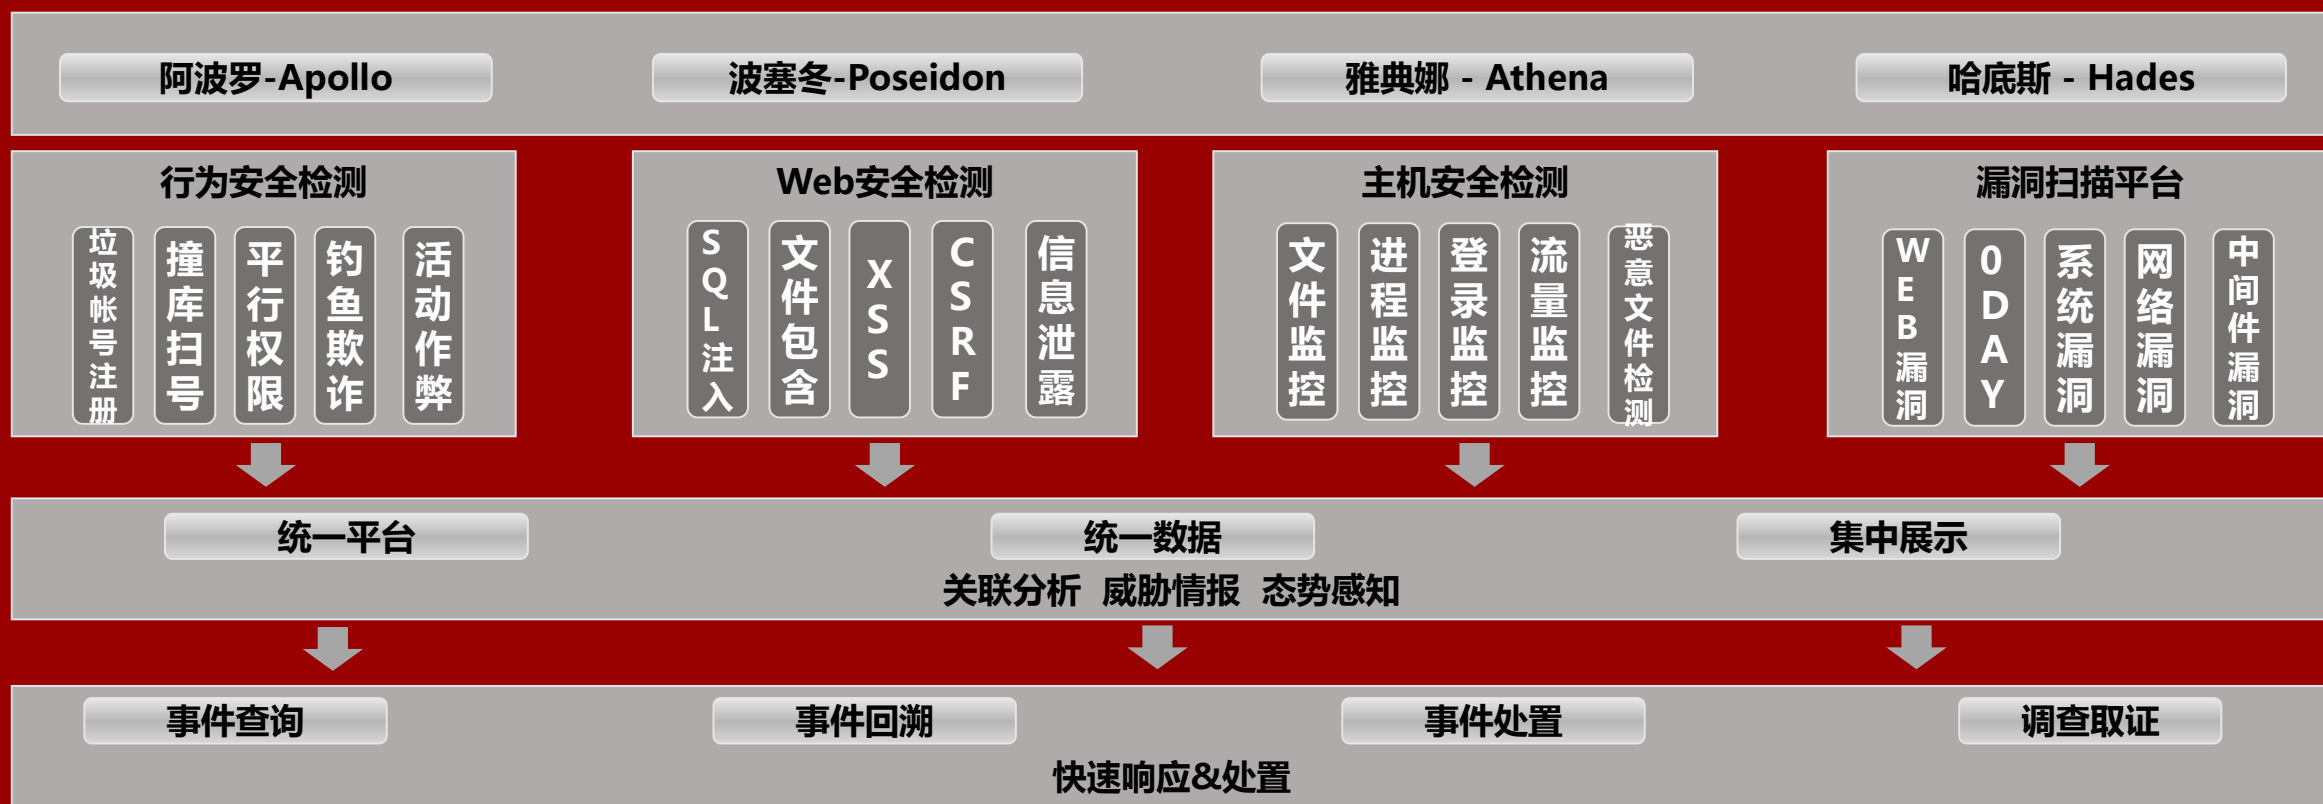 阿波罗-Apollo
波塞冬-Poseidon
雅典娜 - Athena
哈底斯 - Hades
行为安全检测
垃圾帐号注册
撞库扫号
平行权限
钓鱼欺诈
活动作弊
Web安全检测
SQL注入
文件包含
XSS
CSRF
信息泄露
主机安全检测
文件监控
进程监控
登录监控
流量监控
恶意文件检测
漏洞扫描平台
WEB漏洞
0DAY
系统漏洞
网络漏洞
中间件漏洞
统一平台
统一数据
集中展示
关联分析 威胁情报 态势感知
事件查询
事件回溯
事件处置
调查取证
快速响应&处置